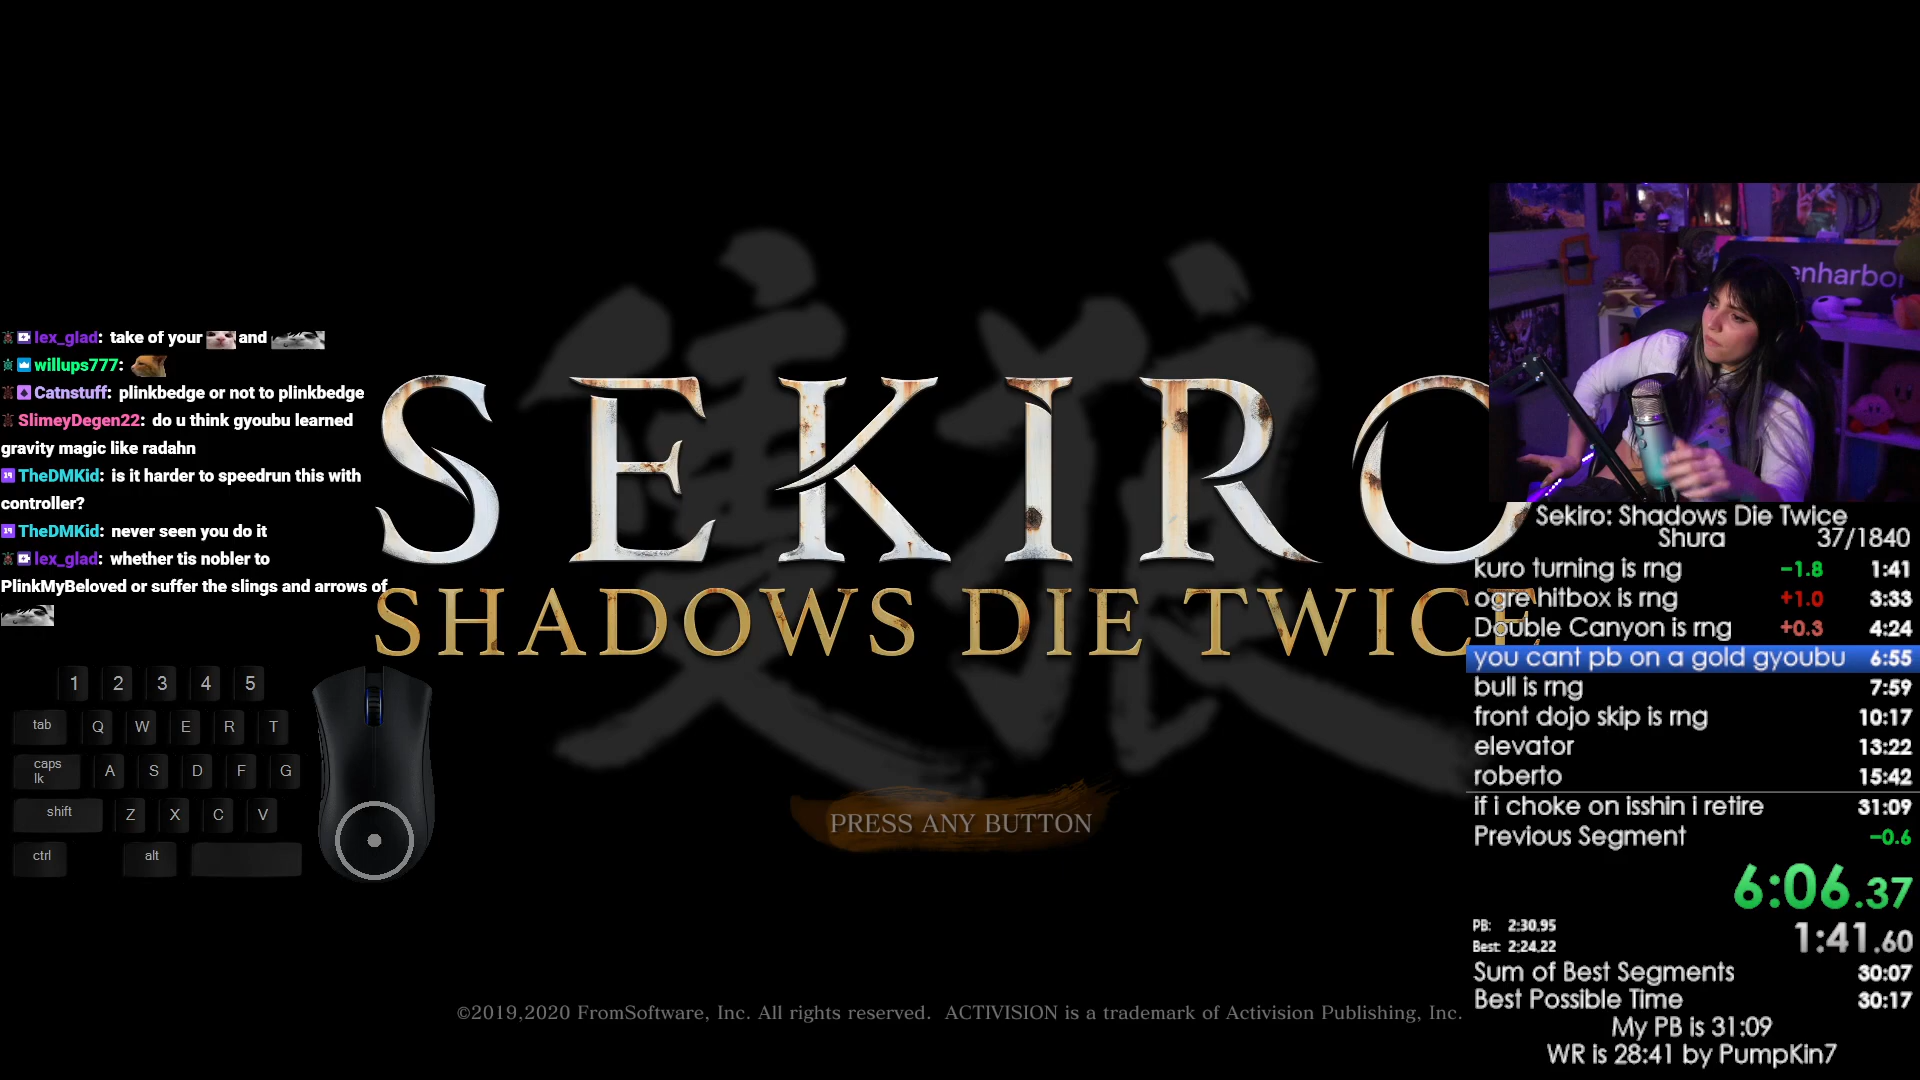 lex_glad: take of your and
willups777:
Catnstuff: plinkbedge or not to plinkbedge
SlimeyDegen22: do u think gyoubu learned
gravity magic like radahn
TheDMKid: is it harder to speedrun this with
controller?
TheDMKid: never seen you do it
lex_glad: whether tis nobler to
PlinkMyBeloved or suffer the slings and arrows of
1 2 3 4 5
tab Q W E R T
caps
lk
A S D F G
shift Z X C V
ctrl alt
隻狼
SEKIRO
SHADOWS DIE TWICE
PRESS ANY BUTTON
©2019,2020 FromSoftware, Inc. All rights reserved. ACTIVISION is a trademark of Activision Publishing, Inc.
enharbor
Sekiro: Shadows Die Twice
Shura 37/1840
kuro turning is rng −1.8 1:41
ogre hitbox is rng +1.0 3:33
Double Canyon is rng +0.3 4:24
you cant pb on a gold gyoubu 6:55
bull is rng 7:59
front dojo skip is rng 10:17
elevator 13:22
roberto 15:42
if i choke on isshin i retire 31:09
Previous Segment −0.6
6:06.37
PB: 2:30.95
Best: 2:24.22
1:41.60
Sum of Best Segments 30:07
Best Possible Time 30:17
My PB is 31:09
WR is 28:41 by PumpKin7